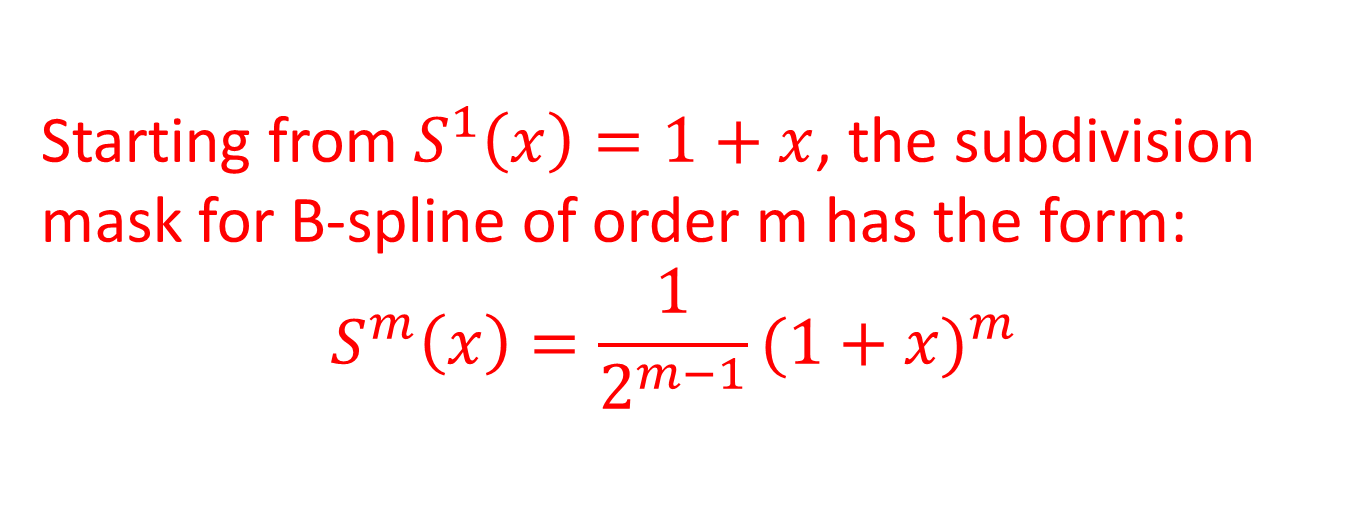 Starting from 𝑆¹(𝑥) = 1 + 𝑥, the subdivision
mask for B-spline of order m has the form:
𝑆ᵐ(𝑥) = 1/2ᵐ⁻¹ (1 + 𝑥)ᵐ